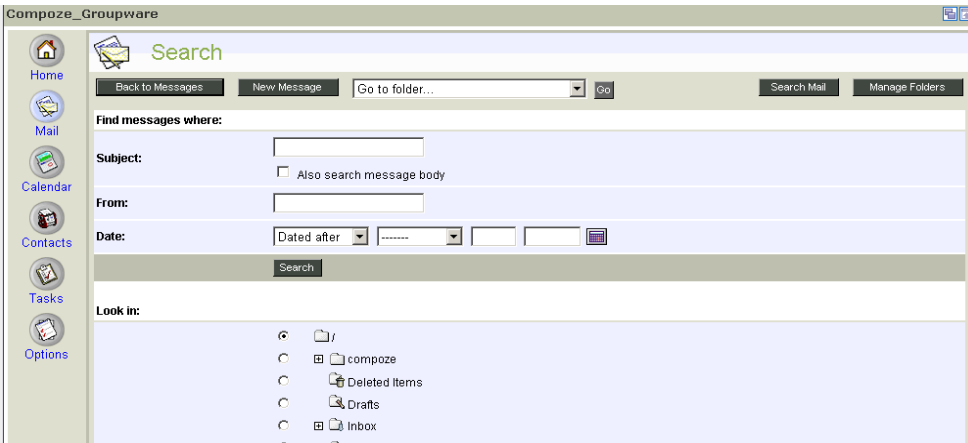 Compoze_Groupware
Search
Home
Back to Messages New Message Go to folder... Go Search Mail Manage Folders
Find messages where:
Mail
Subject:
Also search message body
Calendar
From:
Contacts
Date: Dated after -------
Search
Tasks
Look in:
/
Options
compoze
Deleted Items
Drafts
Inbox